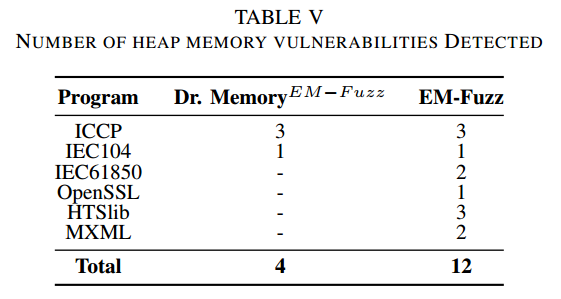 TABLE V
NUMBER OF HEAP MEMORY VULNERABILITIES DETECTED
Program Dr. Memory^EM−Fuzz EM-Fuzz
ICCP 3 3
IEC104 1 1
IEC61850 - 2
OpenSSL - 1
HTSlib - 3
MXML - 2
Total 4 12